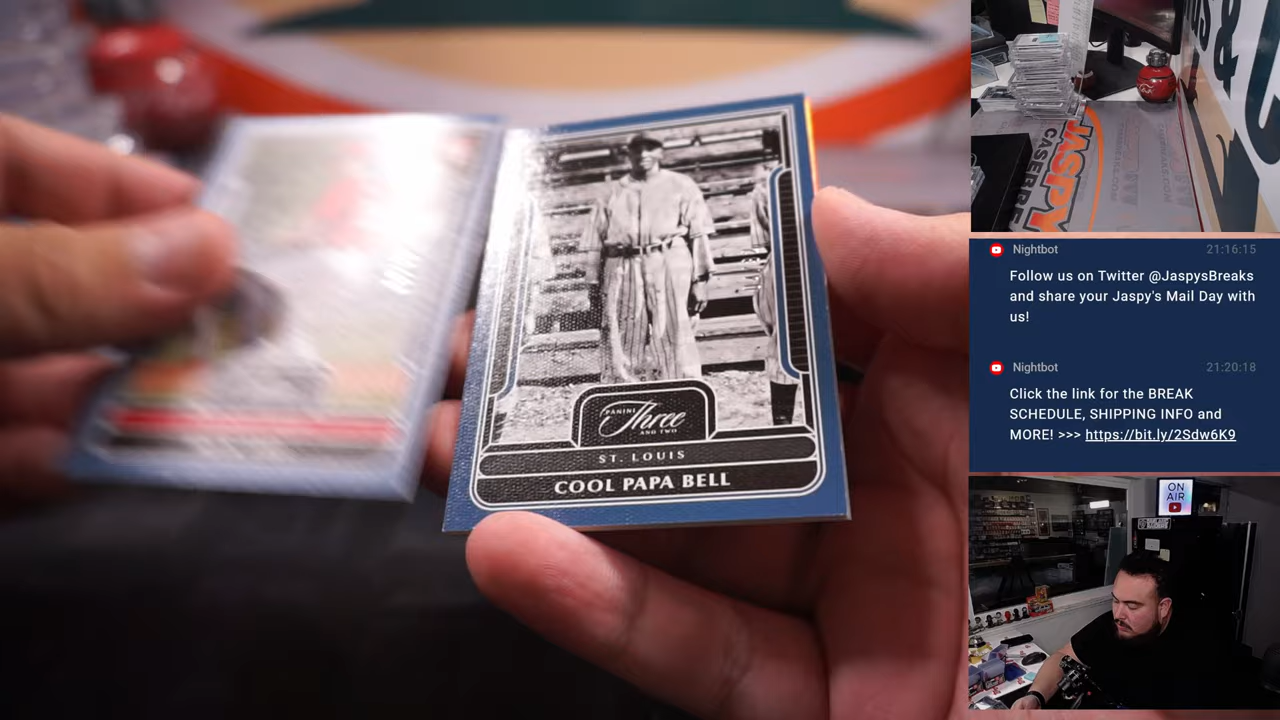 PANINI
Three
AND TWO
ST. LOUIS
COOL PAPA BELL
JASPY
CASEBRE
Nightbot 21:16:15
Follow us on Twitter @JaspysBreaks
and share your Jaspy's Mail Day with
us!
Nightbot 21:20:18
Click the link for the BREAK
SCHEDULE, SHIPPING INFO and
MORE! >>> https://bit.ly/2Sdw6K9
ON
AIR